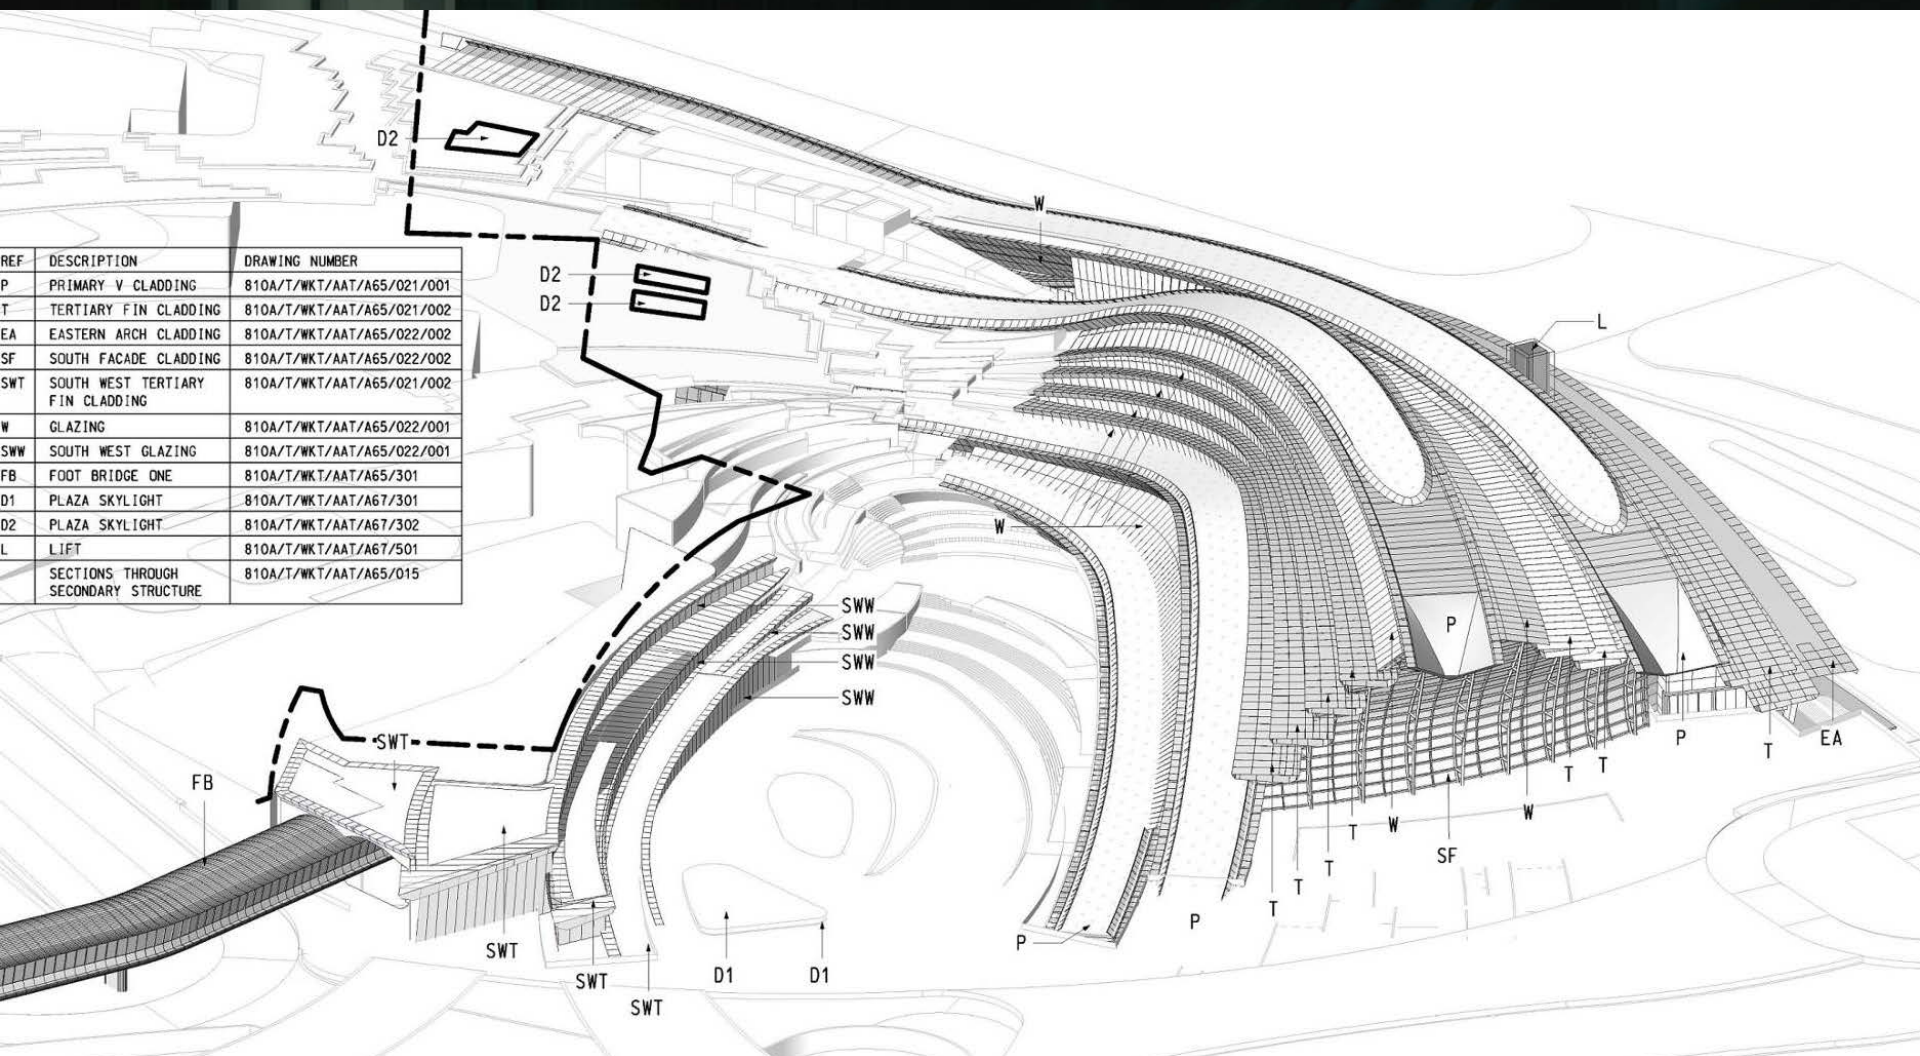 REF DESCRIPTION DRAWING NUMBER
P PRIMARY V CLADDING 810A/T/WKT/AAT/A65/021/001
T TERTIARY FIN CLADDING 810A/T/WKT/AAT/A65/021/002
EA EASTERN ARCH CLADDING 810A/T/WKT/AAT/A65/022/002
SF SOUTH FACADE CLADDING 810A/T/WKT/AAT/A65/022/002
SWT SOUTH WEST TERTIARY 810A/T/WKT/AAT/A65/021/002
FIN CLADDING
W GLAZING 810A/T/WKT/AAT/A65/022/001
SWW SOUTH WEST GLAZING 810A/T/WKT/AAT/A65/022/001
FB FOOT BRIDGE ONE 810A/T/WKT/AAT/A65/301
D1 PLAZA SKYLIGHT 810A/T/WKT/AAT/A67/301
D2 PLAZA SKYLIGHT 810A/T/WKT/AAT/A67/302
L LIFT 810A/T/WKT/AAT/A67/501
SECTIONS THROUGH 810A/T/WKT/AAT/A65/015
SECONDARY STRUCTURE
D2
W
D2
D2
L
W
SWW
SWW
SWW
SWW
P
SWT
FB
P
T
EA
T
T
W
W
T
SF
T
T
T
P
P
SWT
SWT
SWT
D1
D1